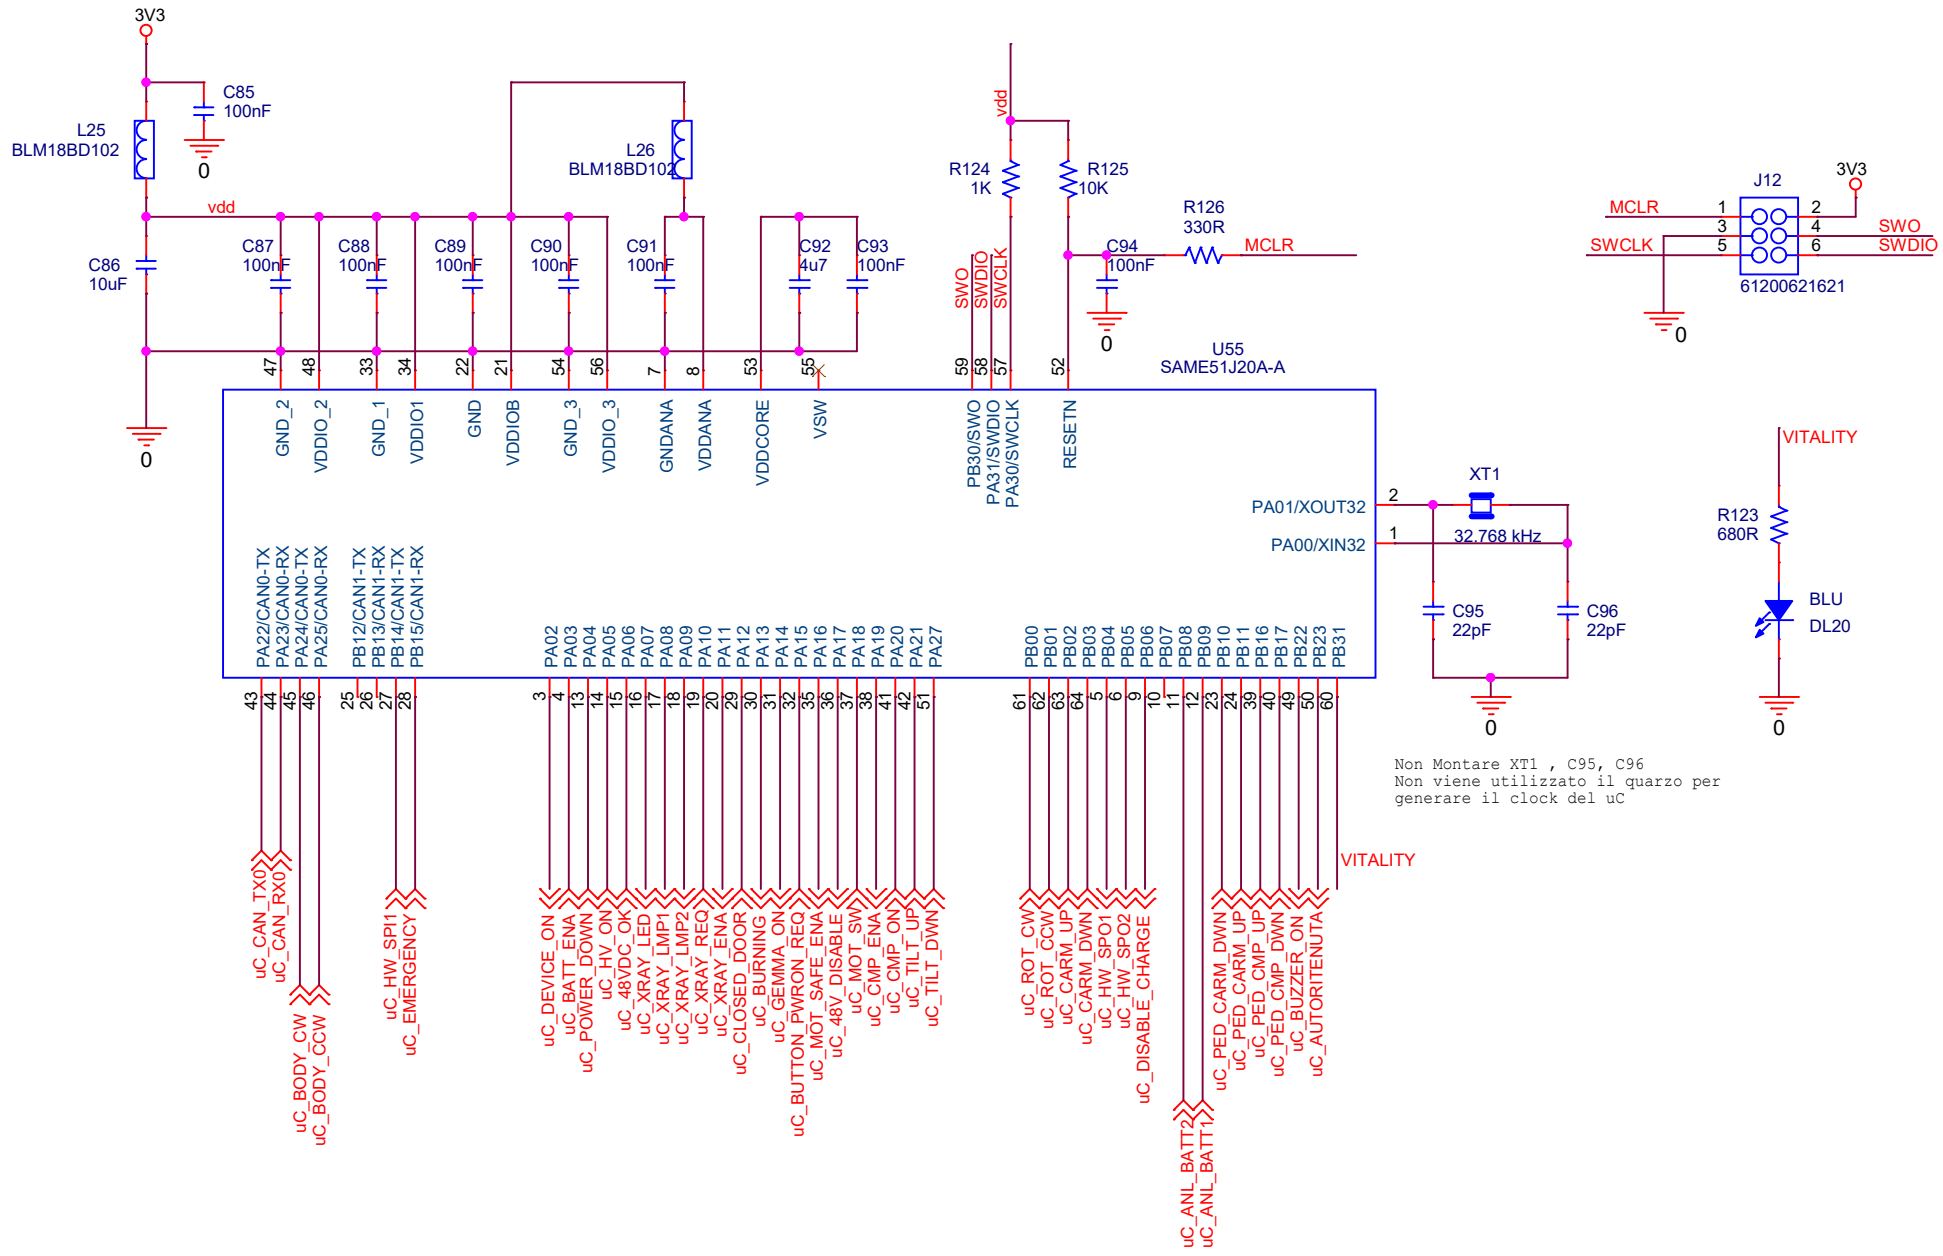 3V3
C85
100nF
L25
BLM18BD102
0
L26
BLM18BD102
vdd
C86
10uF
C87
100nF
C88
100nF
C89
100nF
C90
100nF
C91
100nF
C92
4u7
C93
100nF
0
vdd
R124
1K
R125
10K
R126
330R
MCLR
C94
100nF
0
SWO
SWDIO
SWCLK
J12
3V3
MCLR
1
2
3
4
SWO
SWCLK
5
6
SWDIO
61200621621
0
U55
SAME51J20A-A
47
48
33
34
22
21
54
56
7
8
53
55
59
58
57
52
GND_2
VDDIO_2
GND_1
VDDIO1
GND
VDDIOB
GND_3
VDDIO_3
GNDANA
VDDANA
VDDCORE
VSW
PB30/SWO
PA31/SWDIO
PA30/SWCLK
RESETN
PA01/XOUT32
2
PA00/XIN32
1
XT1
32.768 kHz
C95
22pF
C96
22pF
0
VITALITY
R123
680R
BLU
DL20
0
Non Montare XT1 , C95, C96
Non viene utilizzato il quarzo per
generare il clock del uC
PA22/CAN0-TX
PA23/CAN0-RX
PA24/CAN0-TX
PA25/CAN0-RX
PB12/CAN1-TX
PB13/CAN1-RX
PB14/CAN1-TX
PB15/CAN1-RX
PA02
PA03
PA04
PA05
PA06
PA07
PA08
PA09
PA10
PA11
PA12
PA13
PA14
PA15
PA16
PA17
PA18
PA19
PA20
PA21
PA27
PB00
PB01
PB02
PB03
PB04
PB05
PB06
PB07
PB08
PB09
PB10
PB11
PB16
PB17
PB22
PB23
PB31
43
44
45
46
25
26
27
28
3
4
13
14
15
16
17
18
19
20
29
30
31
32
35
36
37
38
41
42
51
61
62
63
64
5
6
9
10
11
12
23
24
39
40
49
50
60
uC_CAN_TX0
uC_CAN_RX0
uC_BODY_CW
uC_BODY_CCW
uC_HW_SPI1
uC_EMERGENCY
uC_DEVICE_ON
uC_BATT_ENA
uC_POWER_DOWN
uC_HV_ON
uC_48VDC_OK
uC_XRAY_LED
uC_XRAY_LMP1
uC_XRAY_LMP2
uC_XRAY_REQ
uC_XRAY_ENA
uC_CLOSED_DOOR
uC_BURNING
uC_GEMMA_ON
uC_BUTTON_PWRON_REQ
uC_MOT_SAFE_ENA
uC_48V_DISABLE
uC_MOT_SW
uC_CMP_ENA
uC_CMP_ON
uC_TILT_UP
uC_TILT_DWN
uC_ROT_CW
uC_ROT_CCW
uC_CARM_UP
uC_CARM_DWN
uC_HW_SPO1
uC_HW_SPO2
uC_DISABLE_CHARGE
uC_ANL_BATT2
uC_ANL_BATT1
uC_PED_CARM_DWN
uC_PED_CARM_UP
uC_PED_CMP_UP
uC_PED_CMP_DWN
uC_BUZZER_ON
uC_AUTORITENUTA
VITALITY